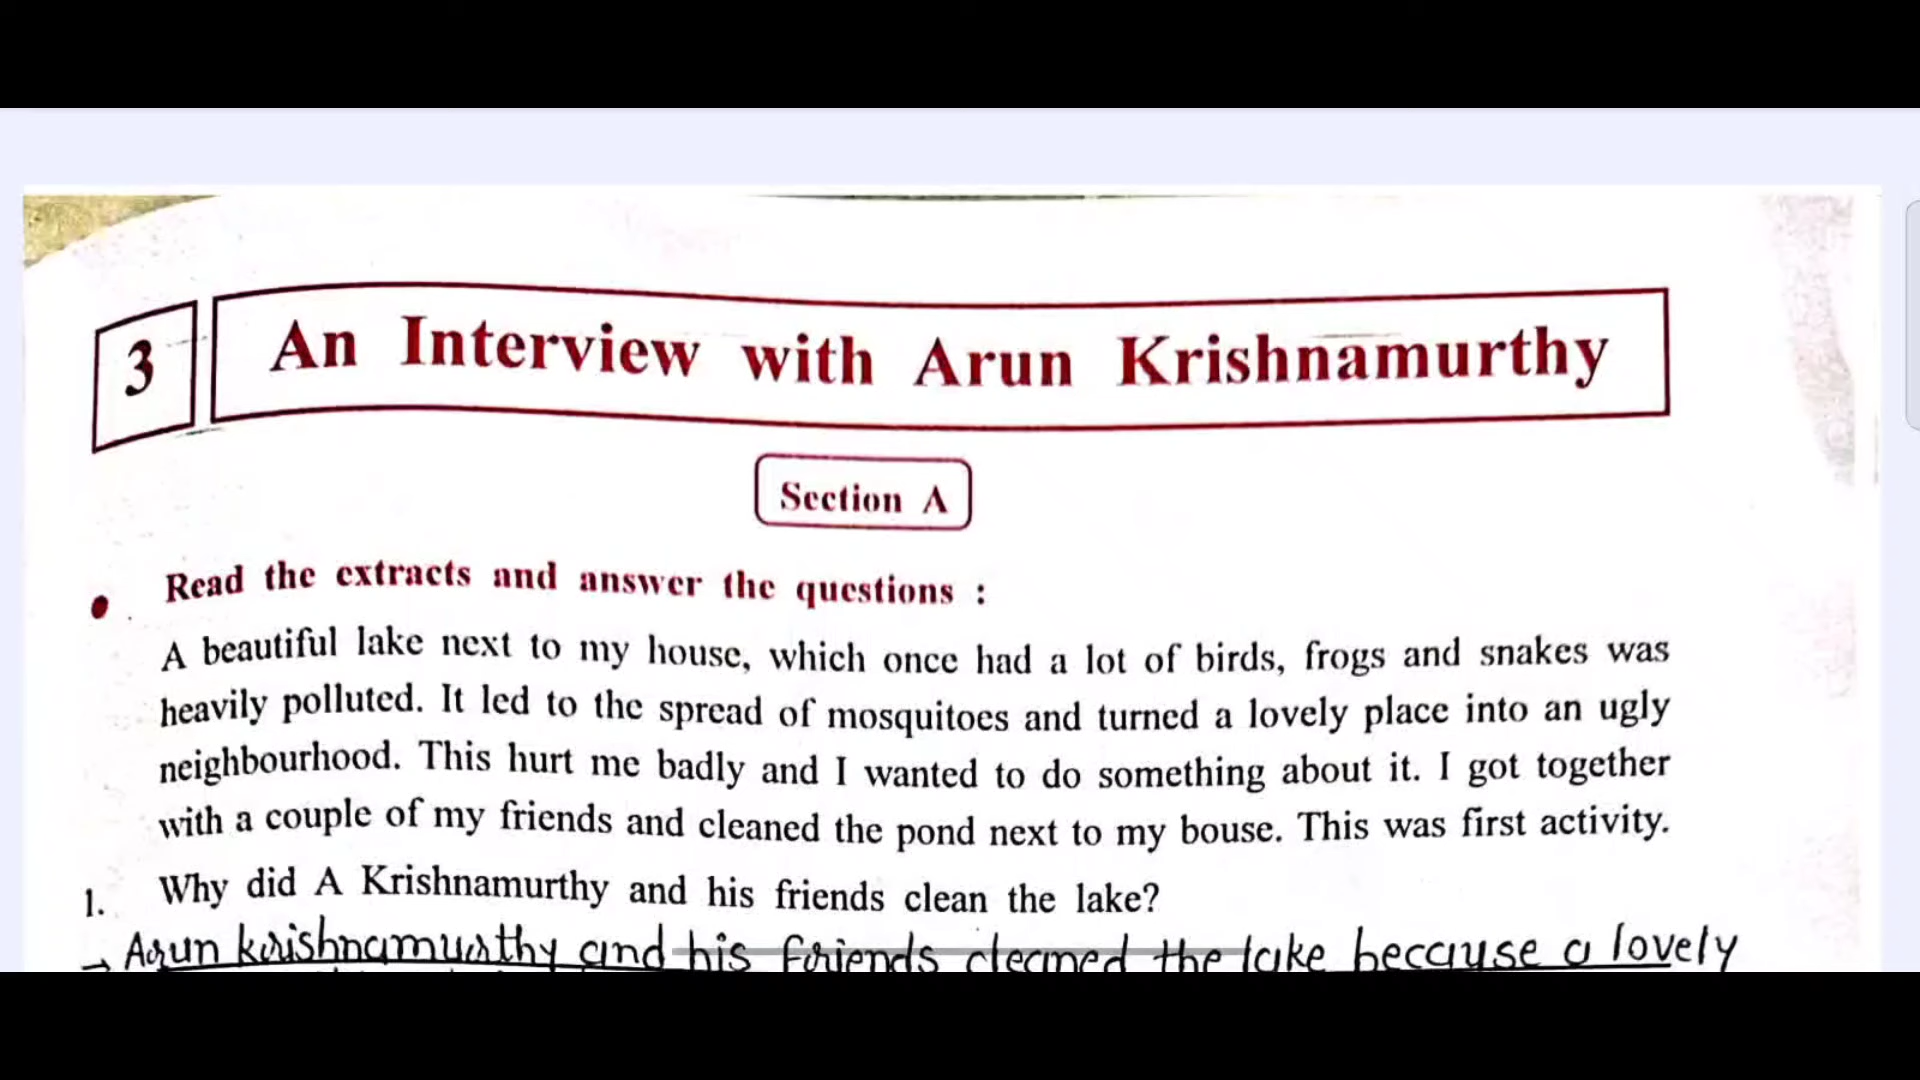 3
An Interview with Arun Krishnamurthy
Section A
• Read the extracts and answer the questions :
A beautiful lake next to my house, which once had a lot of birds, frogs and snakes was
heavily polluted. It led to the spread of mosquitoes and turned a lovely place into an ugly
neighbourhood. This hurt me badly and I wanted to do something about it. I got together
with a couple of my friends and cleaned the pond next to my bouse. This was first activity.
1. Why did A Krishnamurthy and his friends clean the lake?
→ Arun krishnamurthy and his friends cleaned the lake because a lovely